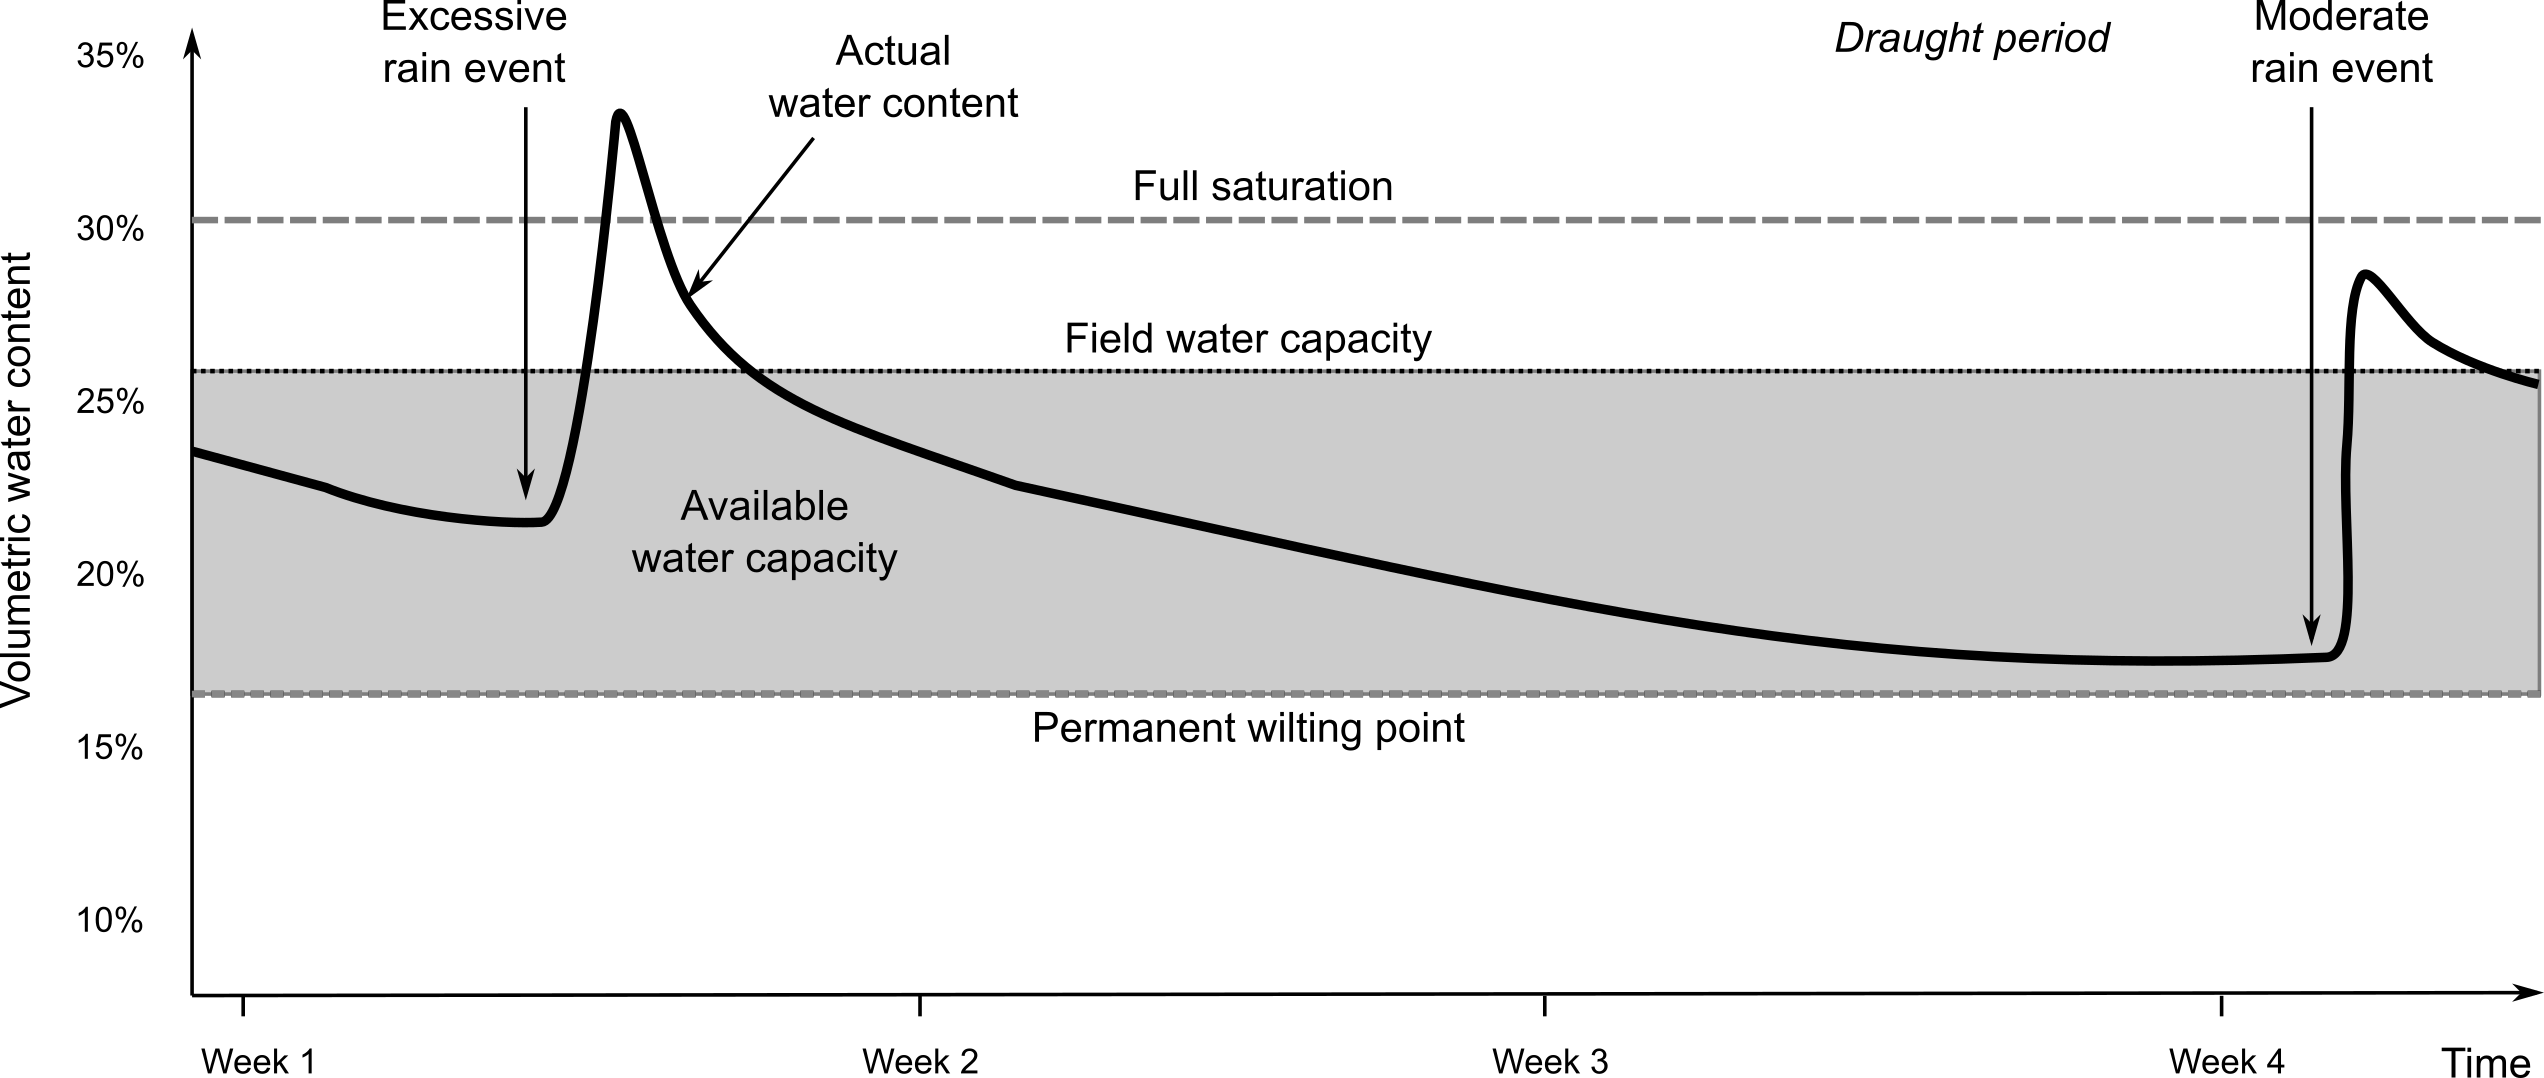 Excessive
rain event
Actual
water content
Draught period
Moderate
rain event
35%
Full saturation
30%
Field water capacity
25%
Available
water capacity
20%
Permanent wilting point
15%
10%
Volumetric water content
Week 1
Week 2
Week 3
Week 4
Time